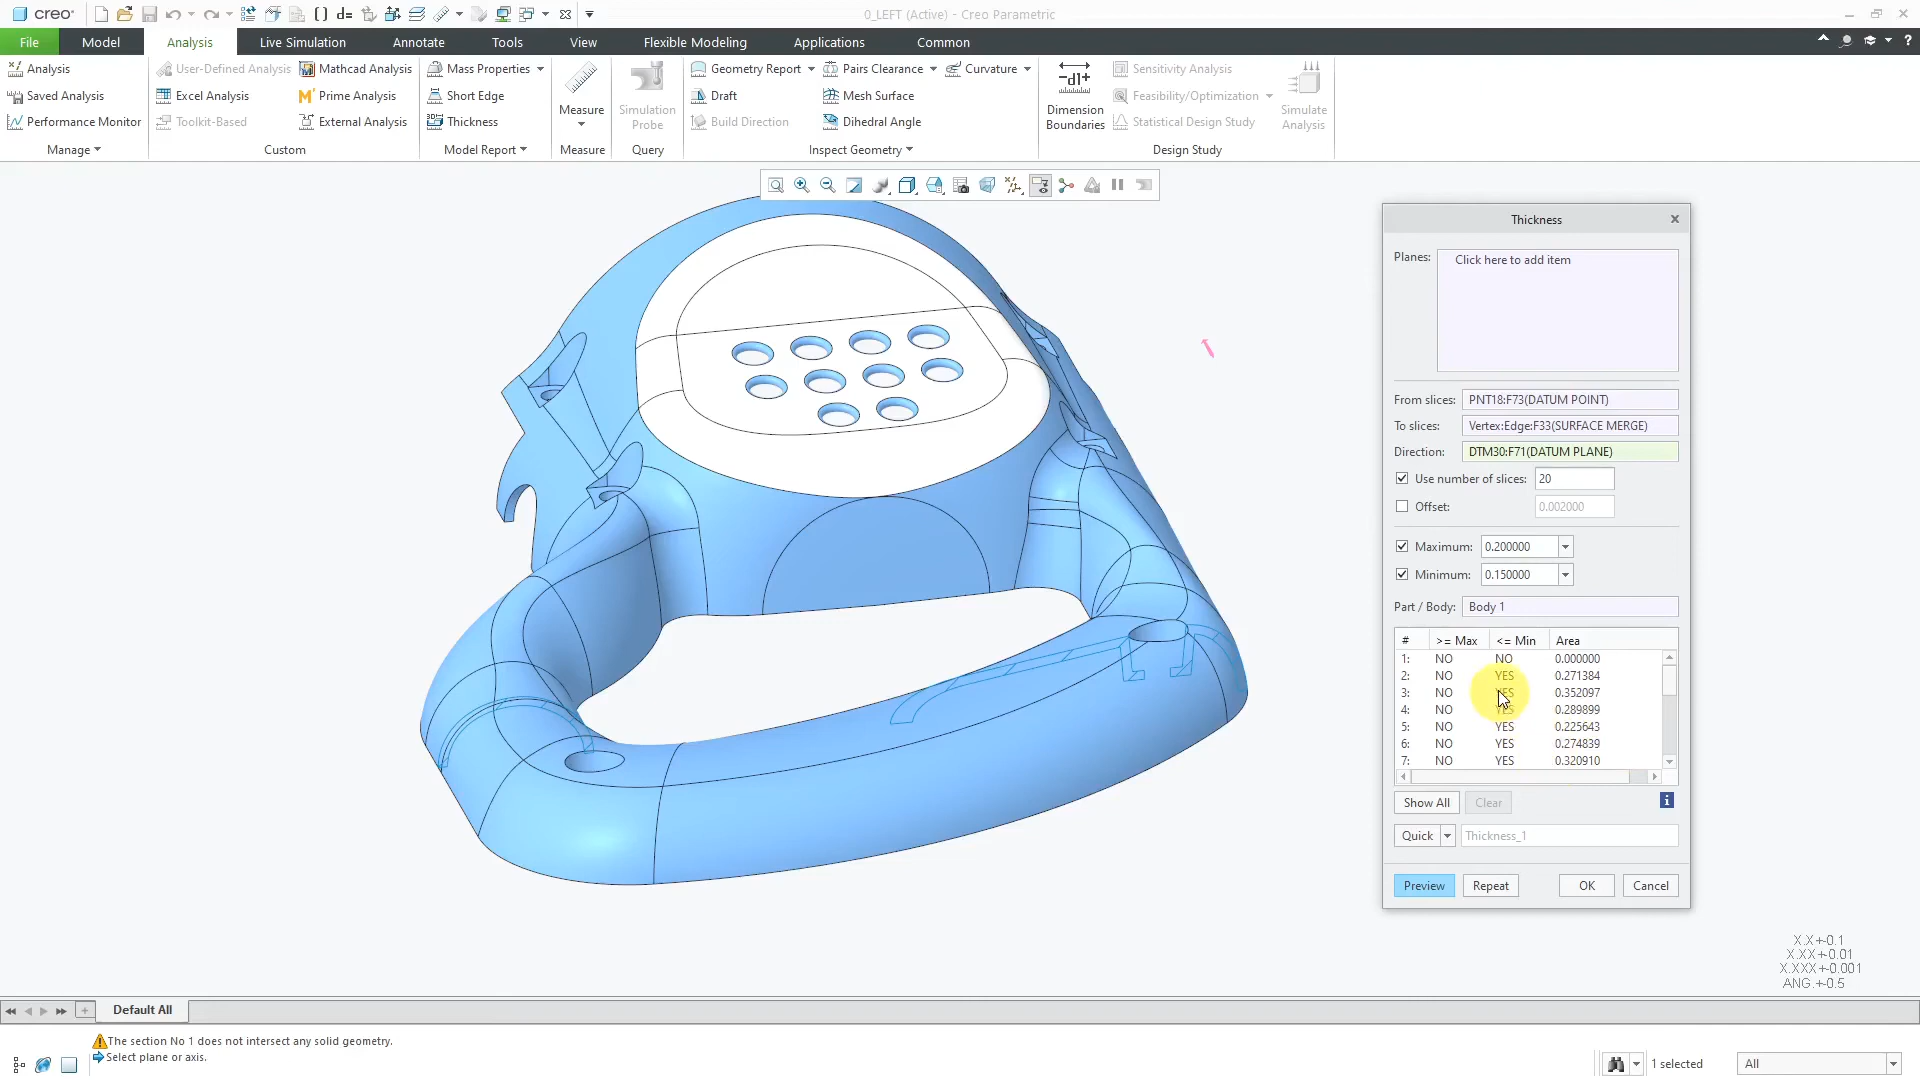 creo
d=
0_LEFT (Active) - Creo Parametric
File
Model
Analysis
Live Simulation
Annotate
Tools
View
Flexible Modeling
Applications
Common
?
Analysis
Saved Analysis
Performance Monitor
Manage
User-Defined Analysis
Mathcad Analysis
Excel Analysis
Prime Analysis
Toolkit-Based
External Analysis
Custom
Mass Properties
Short Edge
Thickness
Model Report
Measure
Measure
Simulation Probe
Query
Geometry Report
Pairs Clearance
Curvature
Draft
Mesh Surface
Build Direction
Dihedral Angle
Inspect Geometry
Dimension Boundaries
Sensitivity Analysis
Feasibility/Optimization
Statistical Design Study
Simulate Analysis
Design Study
Thickness
Planes:
Click here to add item
From slices: PNT18:F73(DATUM POINT)
To slices: Vertex:Edge:F33(SURFACE MERGE)
Direction: DTM30:F71(DATUM PLANE)
Use number of slices: 20
Offset: 0.002000
Maximum: 0.200000
Minimum: 0.150000
Part / Body: Body 1
# >= Max <= Min Area
1: NO NO 0.000000
2: NO YES 0.271384
3: NO YES 0.352097
4: NO YES 0.289899
5: NO YES 0.225643
6: NO YES 0.274839
7: NO YES 0.320910
Show All
Clear
Quick
Thickness_1
Preview
Repeat
OK
Cancel
X.X+-0.1
X.XX+-0.01
X.XXX+-0.001
ANG.+-0.5
Default All
The section No 1 does not intersect any solid geometry.
Select plane or axis.
1 selected
All